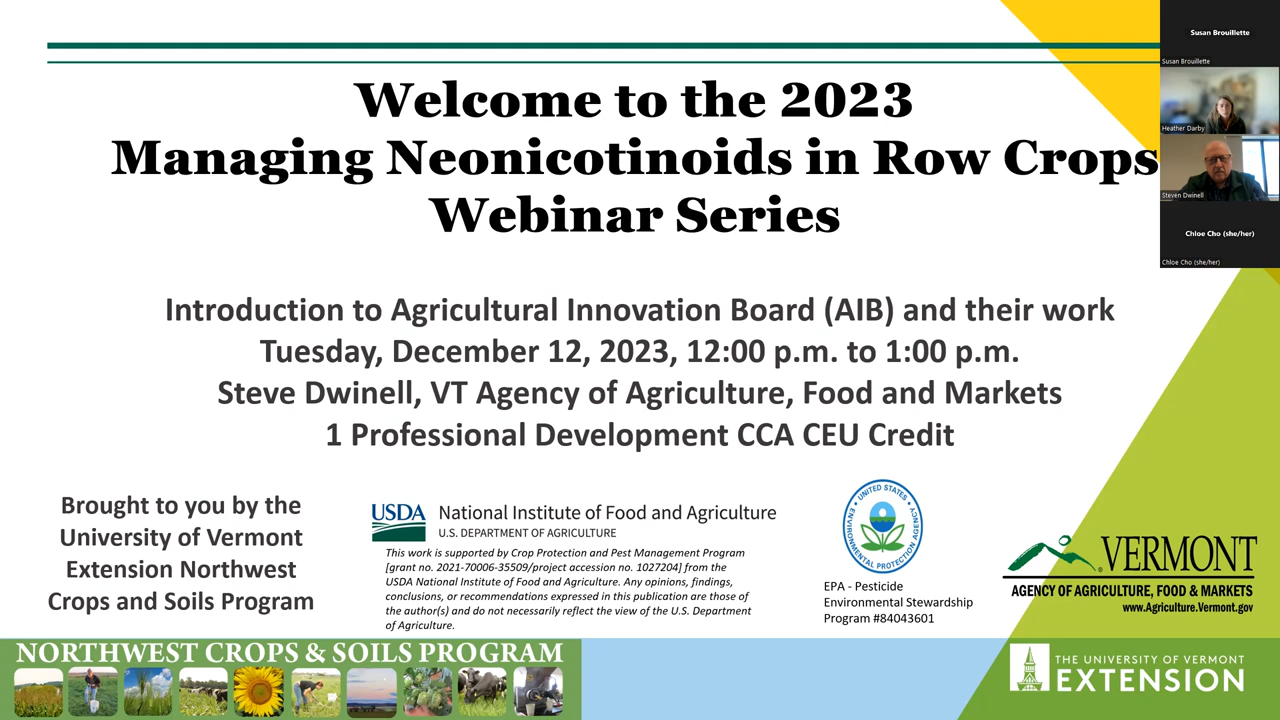 Welcome to the 2023
Managing Neonicotinoids in Row Crops
Webinar Series
Susan Brouillette
Susan Brouillette
Heather Darby
Steven Dwinell
Chloe Cho (she/her)
Chloe Cho (she/her)
Introduction to Agricultural Innovation Board (AIB) and their work
Tuesday, December 12, 2023, 12:00 p.m. to 1:00 p.m.
Steve Dwinell, VT Agency of Agriculture, Food and Markets
1 Professional Development CCA CEU Credit
Brought to you by the
University of Vermont
Extension Northwest
Crops and Soils Program
USDA
National Institute of Food and Agriculture
U.S. DEPARTMENT OF AGRICULTURE
This work is supported by Crop Protection and Pest Management Program
[grant no. 2021-70006-35509/project accession no. 1027204] from the
USDA National Institute of Food and Agriculture. Any opinions, findings,
conclusions, or recommendations expressed in this publication are those of
the author(s) and do not necessarily reflect the view of the U.S. Department
of Agriculture.
UNITED STATES
ENVIRONMENTAL PROTECTION AGENCY
EPA - Pesticide
Environmental Stewardship
Program #84043601
VERMONT
AGENCY OF AGRICULTURE, FOOD & MARKETS
www.Agriculture.Vermont.gov
NORTHWEST CROPS & SOILS PROGRAM
THE UNIVERSITY OF VERMONT
EXTENSION